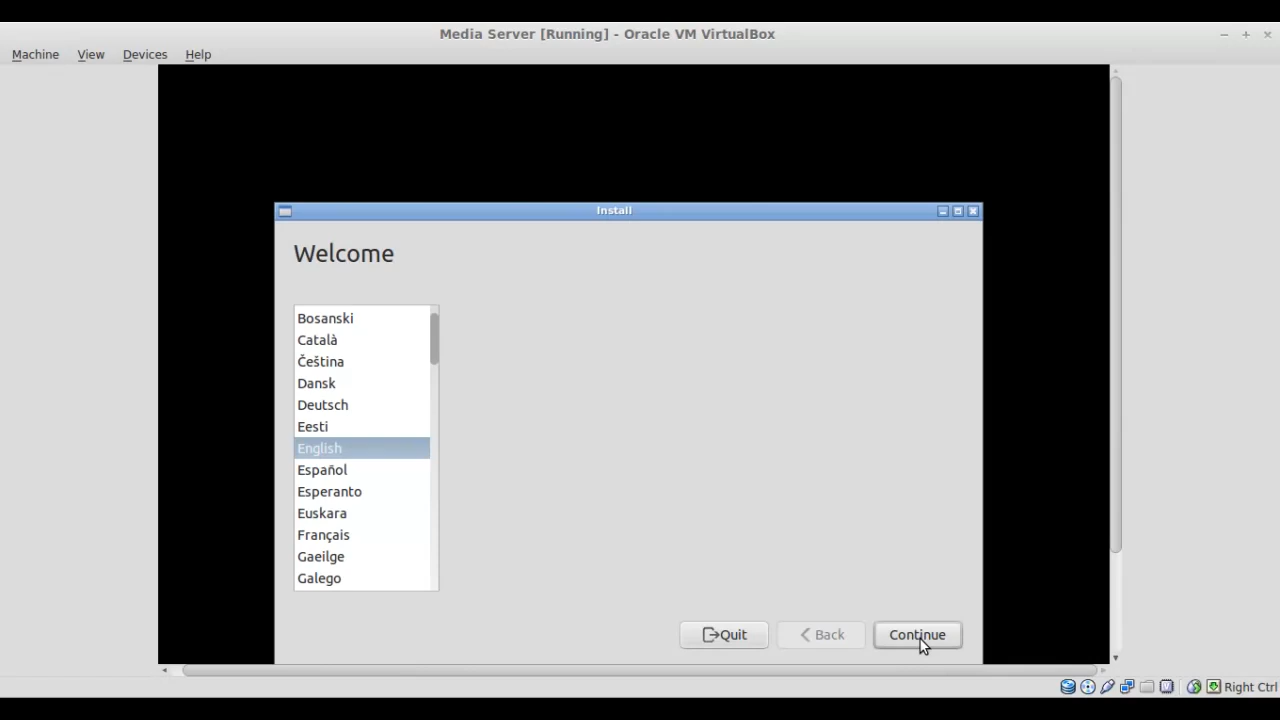 Media Server [Running] - Oracle VM VirtualBox
Machine View Devices Help
Install
Welcome
Bosanski
Català
Čeština
Dansk
Deutsch
Eesti
English
Español
Esperanto
Euskara
Français
Gaeilge
Galego
Quit Back Continue
Right Ctrl